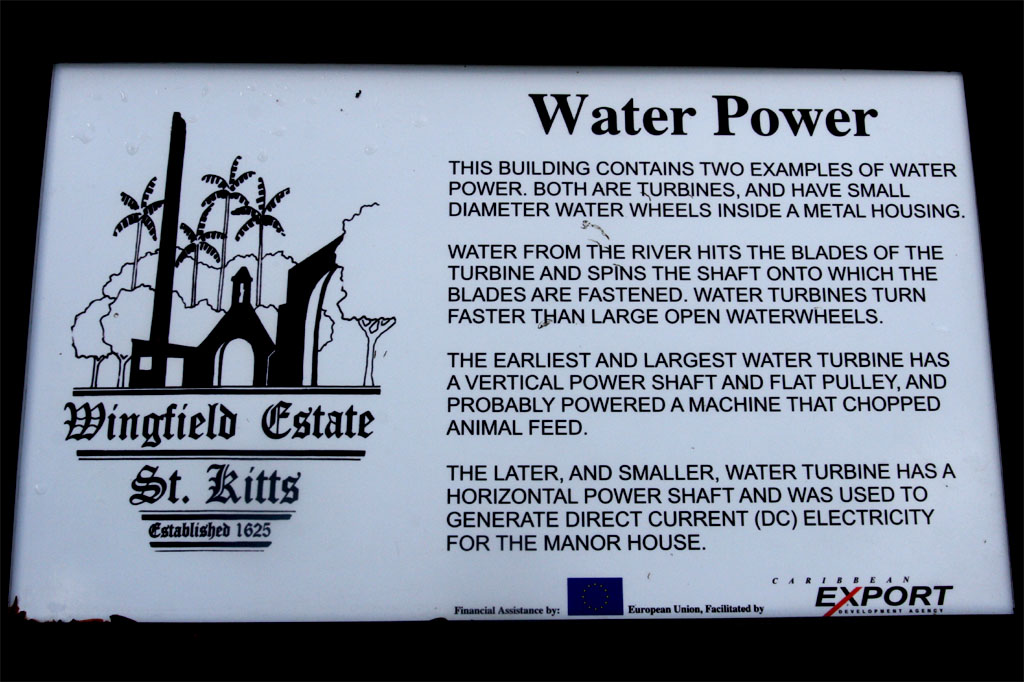 Water Power
THIS BUILDING CONTAINS TWO EXAMPLES OF WATER
POWER. BOTH ARE TURBINES, AND HAVE SMALL
DIAMETER WATER WHEELS INSIDE A METAL HOUSING.
WATER FROM THE RIVER HITS THE BLADES OF THE
TURBINE AND SPINS THE SHAFT ONTO WHICH THE
BLADES ARE FASTENED. WATER TURBINES TURN
FASTER THAN LARGE OPEN WATERWHEELS.
THE EARLIEST AND LARGEST WATER TURBINE HAS
A VERTICAL POWER SHAFT AND FLAT PULLEY, AND
PROBABLY POWERED A MACHINE THAT CHOPPED
ANIMAL FEED.
THE LATER, AND SMALLER, WATER TURBINE HAS A
HORIZONTAL POWER SHAFT AND WAS USED TO
GENERATE DIRECT CURRENT (DC) ELECTRICITY
FOR THE MANOR HOUSE.
Wingfield Estate
St. Kitts
Established 1625
Financial Assistance by:
European Union, Facilitated by
CARIBBEAN
EXPORT
DEVELOPMENT AGENCY